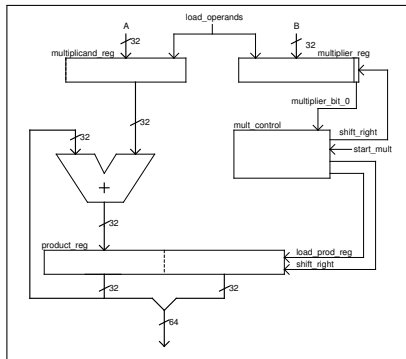 A
load_operands
B
32
32
multiplicand_reg
multiplier_reg
multiplier_bit_0
32
mult_control
shift_right
32
start_mult
+
32
product_reg
load_prod_reg
shift_right
32
32
64